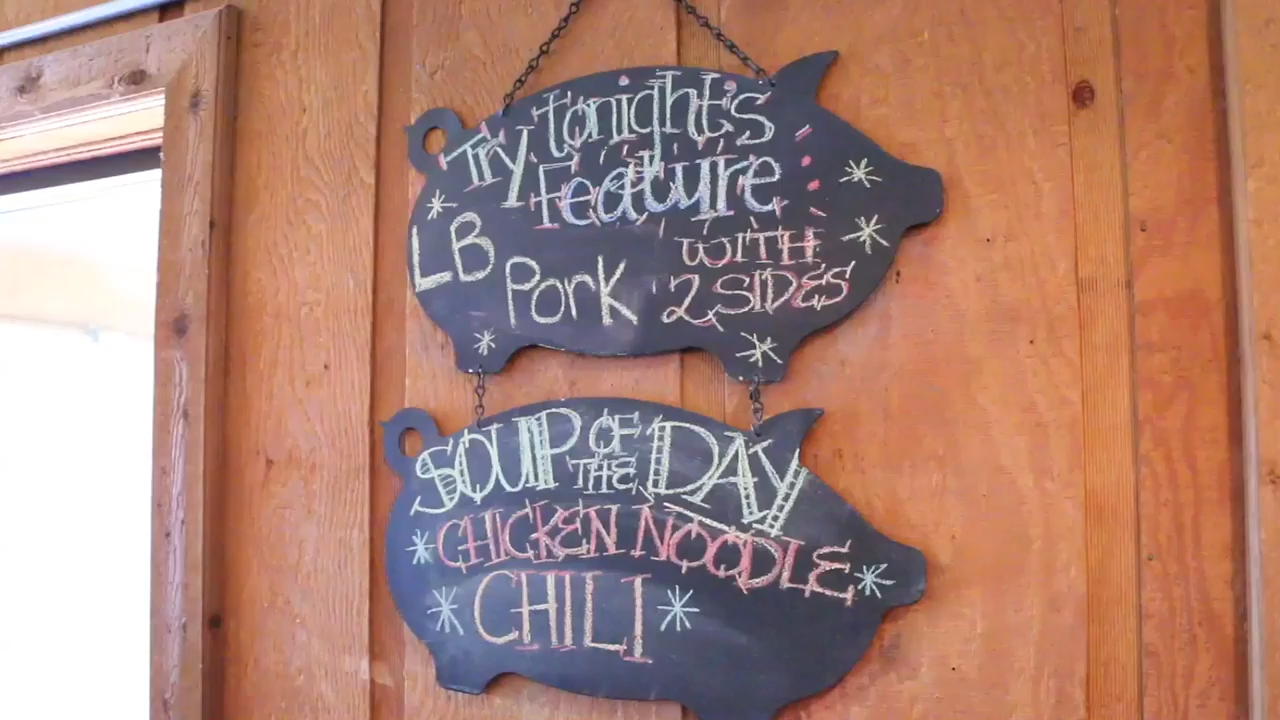 Try Tonight's
Feature
LB Pork
WITH
2 SIDES
SOUP OF THE DAY
CHICKEN NOODLE
CHILI